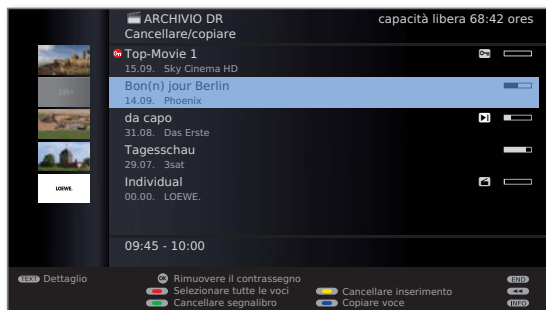 ARCHIVIO DR capacità libera 68:42 ores
Cancellare/copiare
Top-Movie 1
15.09. Sky Cinema HD
Bon(n) jour Berlin
14.09. Phoenix
da capo
31.08. Das Erste
Tagesschau
29.07. 3sat
Individual
00.00. LOEWE.
LOEWE.
09:45 - 10:00
TEXT Dettaglio OK Rimuovere il contrassegno END
Selezionare tutte le voci Cancellare inserimento
Cancellare segnalibro Copiare voce INFO